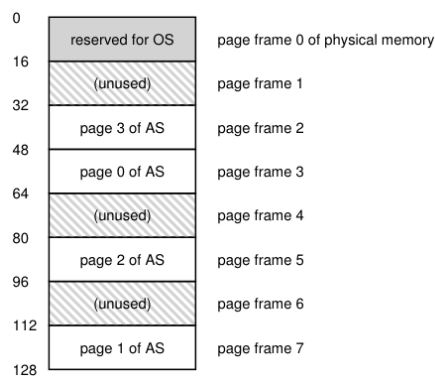 0
reserved for OS page frame 0 of physical memory
16
(unused) page frame 1
32
page 3 of AS page frame 2
48
page 0 of AS page frame 3
64
(unused) page frame 4
80
page 2 of AS page frame 5
96
(unused) page frame 6
112
page 1 of AS page frame 7
128